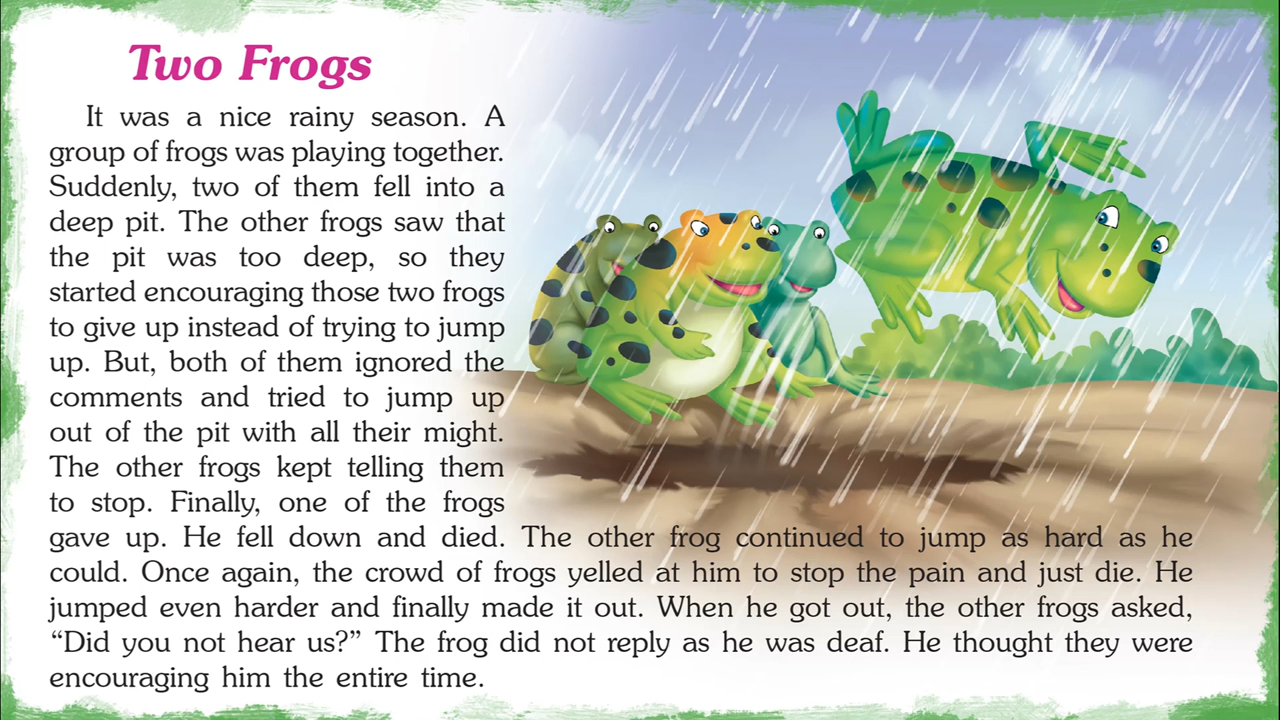 Two Frogs
It was a nice rainy season. A
group of frogs was playing together.
Suddenly, two of them fell into a
deep pit. The other frogs saw that
the pit was too deep, so they
started encouraging those two frogs
to give up instead of trying to jump
up. But, both of them ignored the
comments and tried to jump up
out of the pit with all their might.
The other frogs kept telling them
to stop. Finally, one of the frogs
gave up. He fell down and died. The other frog continued to jump as hard as he
could. Once again, the crowd of frogs yelled at him to stop the pain and just die. He
jumped even harder and finally made it out. When he got out, the other frogs asked,
“Did you not hear us?” The frog did not reply as he was deaf. He thought they were
encouraging him the entire time.